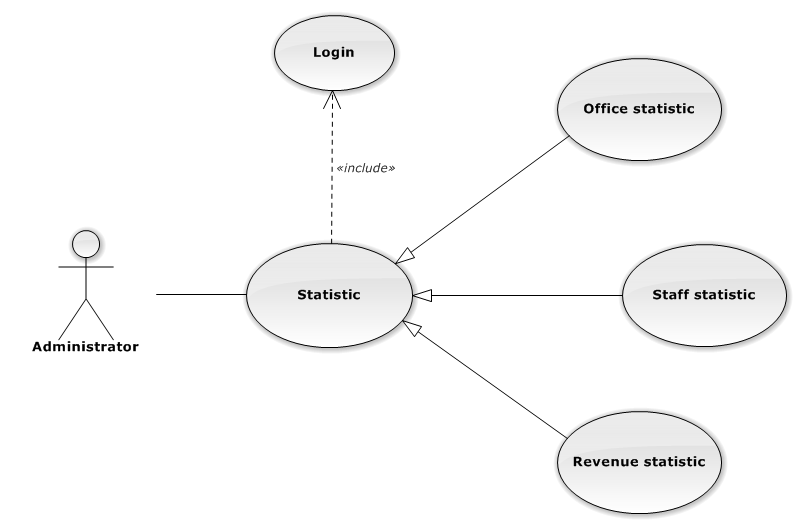 Login
Office statistic
«include»
Statistic
Staff statistic
Administrator
Revenue statistic